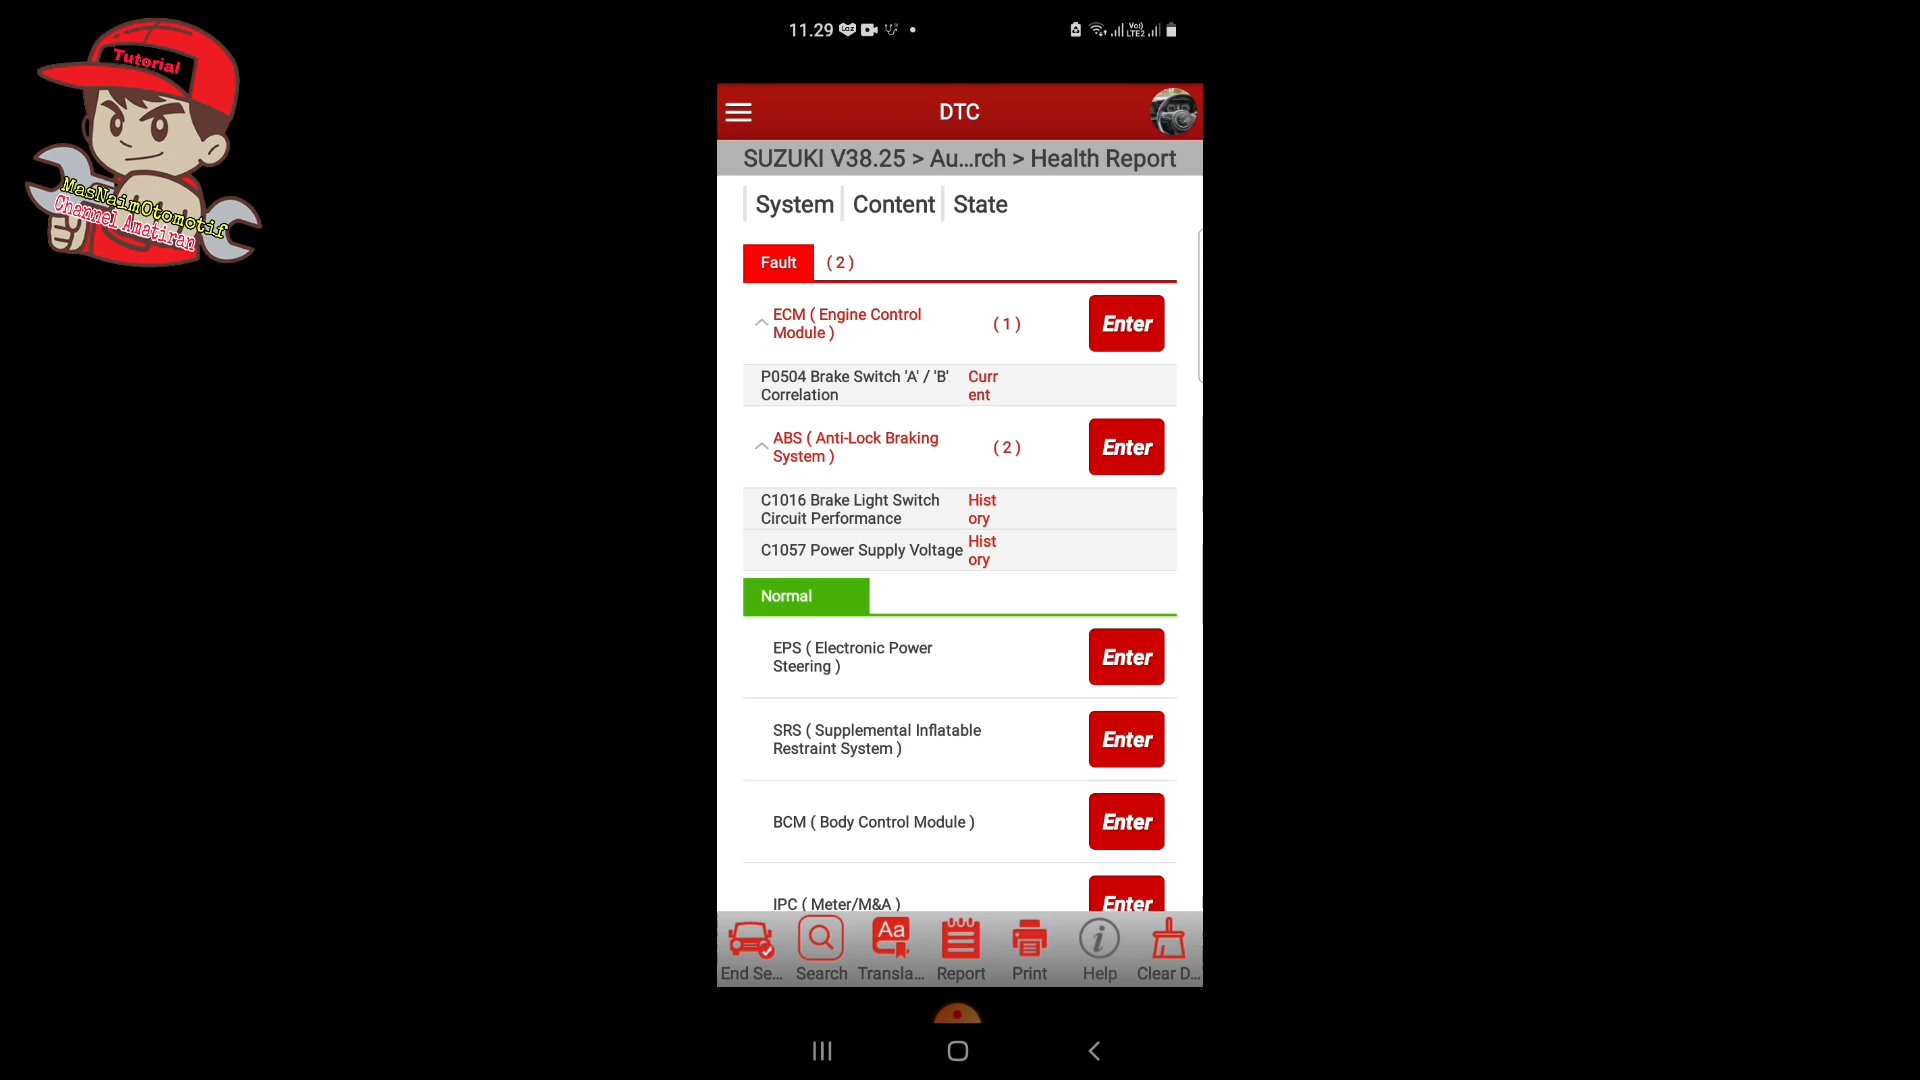 Tutorial
MasNaimOtomotif
Channel Amatiran
11.29
Laz
Vo))
LTE2
DTC
SUZUKI V38.25 > Au...rch > Health Report
System Content State
Fault ( 2 )
ECM ( Engine Control
Module )
( 1 )
Enter
P0504 Brake Switch 'A' / 'B'
Correlation
Curr
ent
ABS ( Anti-Lock Braking
System )
( 2 )
Enter
C1016 Brake Light Switch
Circuit Performance
Hist
ory
C1057 Power Supply Voltage
Hist
ory
Normal
EPS ( Electronic Power
Steering )
Enter
SRS ( Supplemental Inflatable
Restraint System )
Enter
BCM ( Body Control Module )
Enter
IPC ( Meter/M&A )
Enter
Aa
End Se... Search Transla... Report Print Help Clear D...